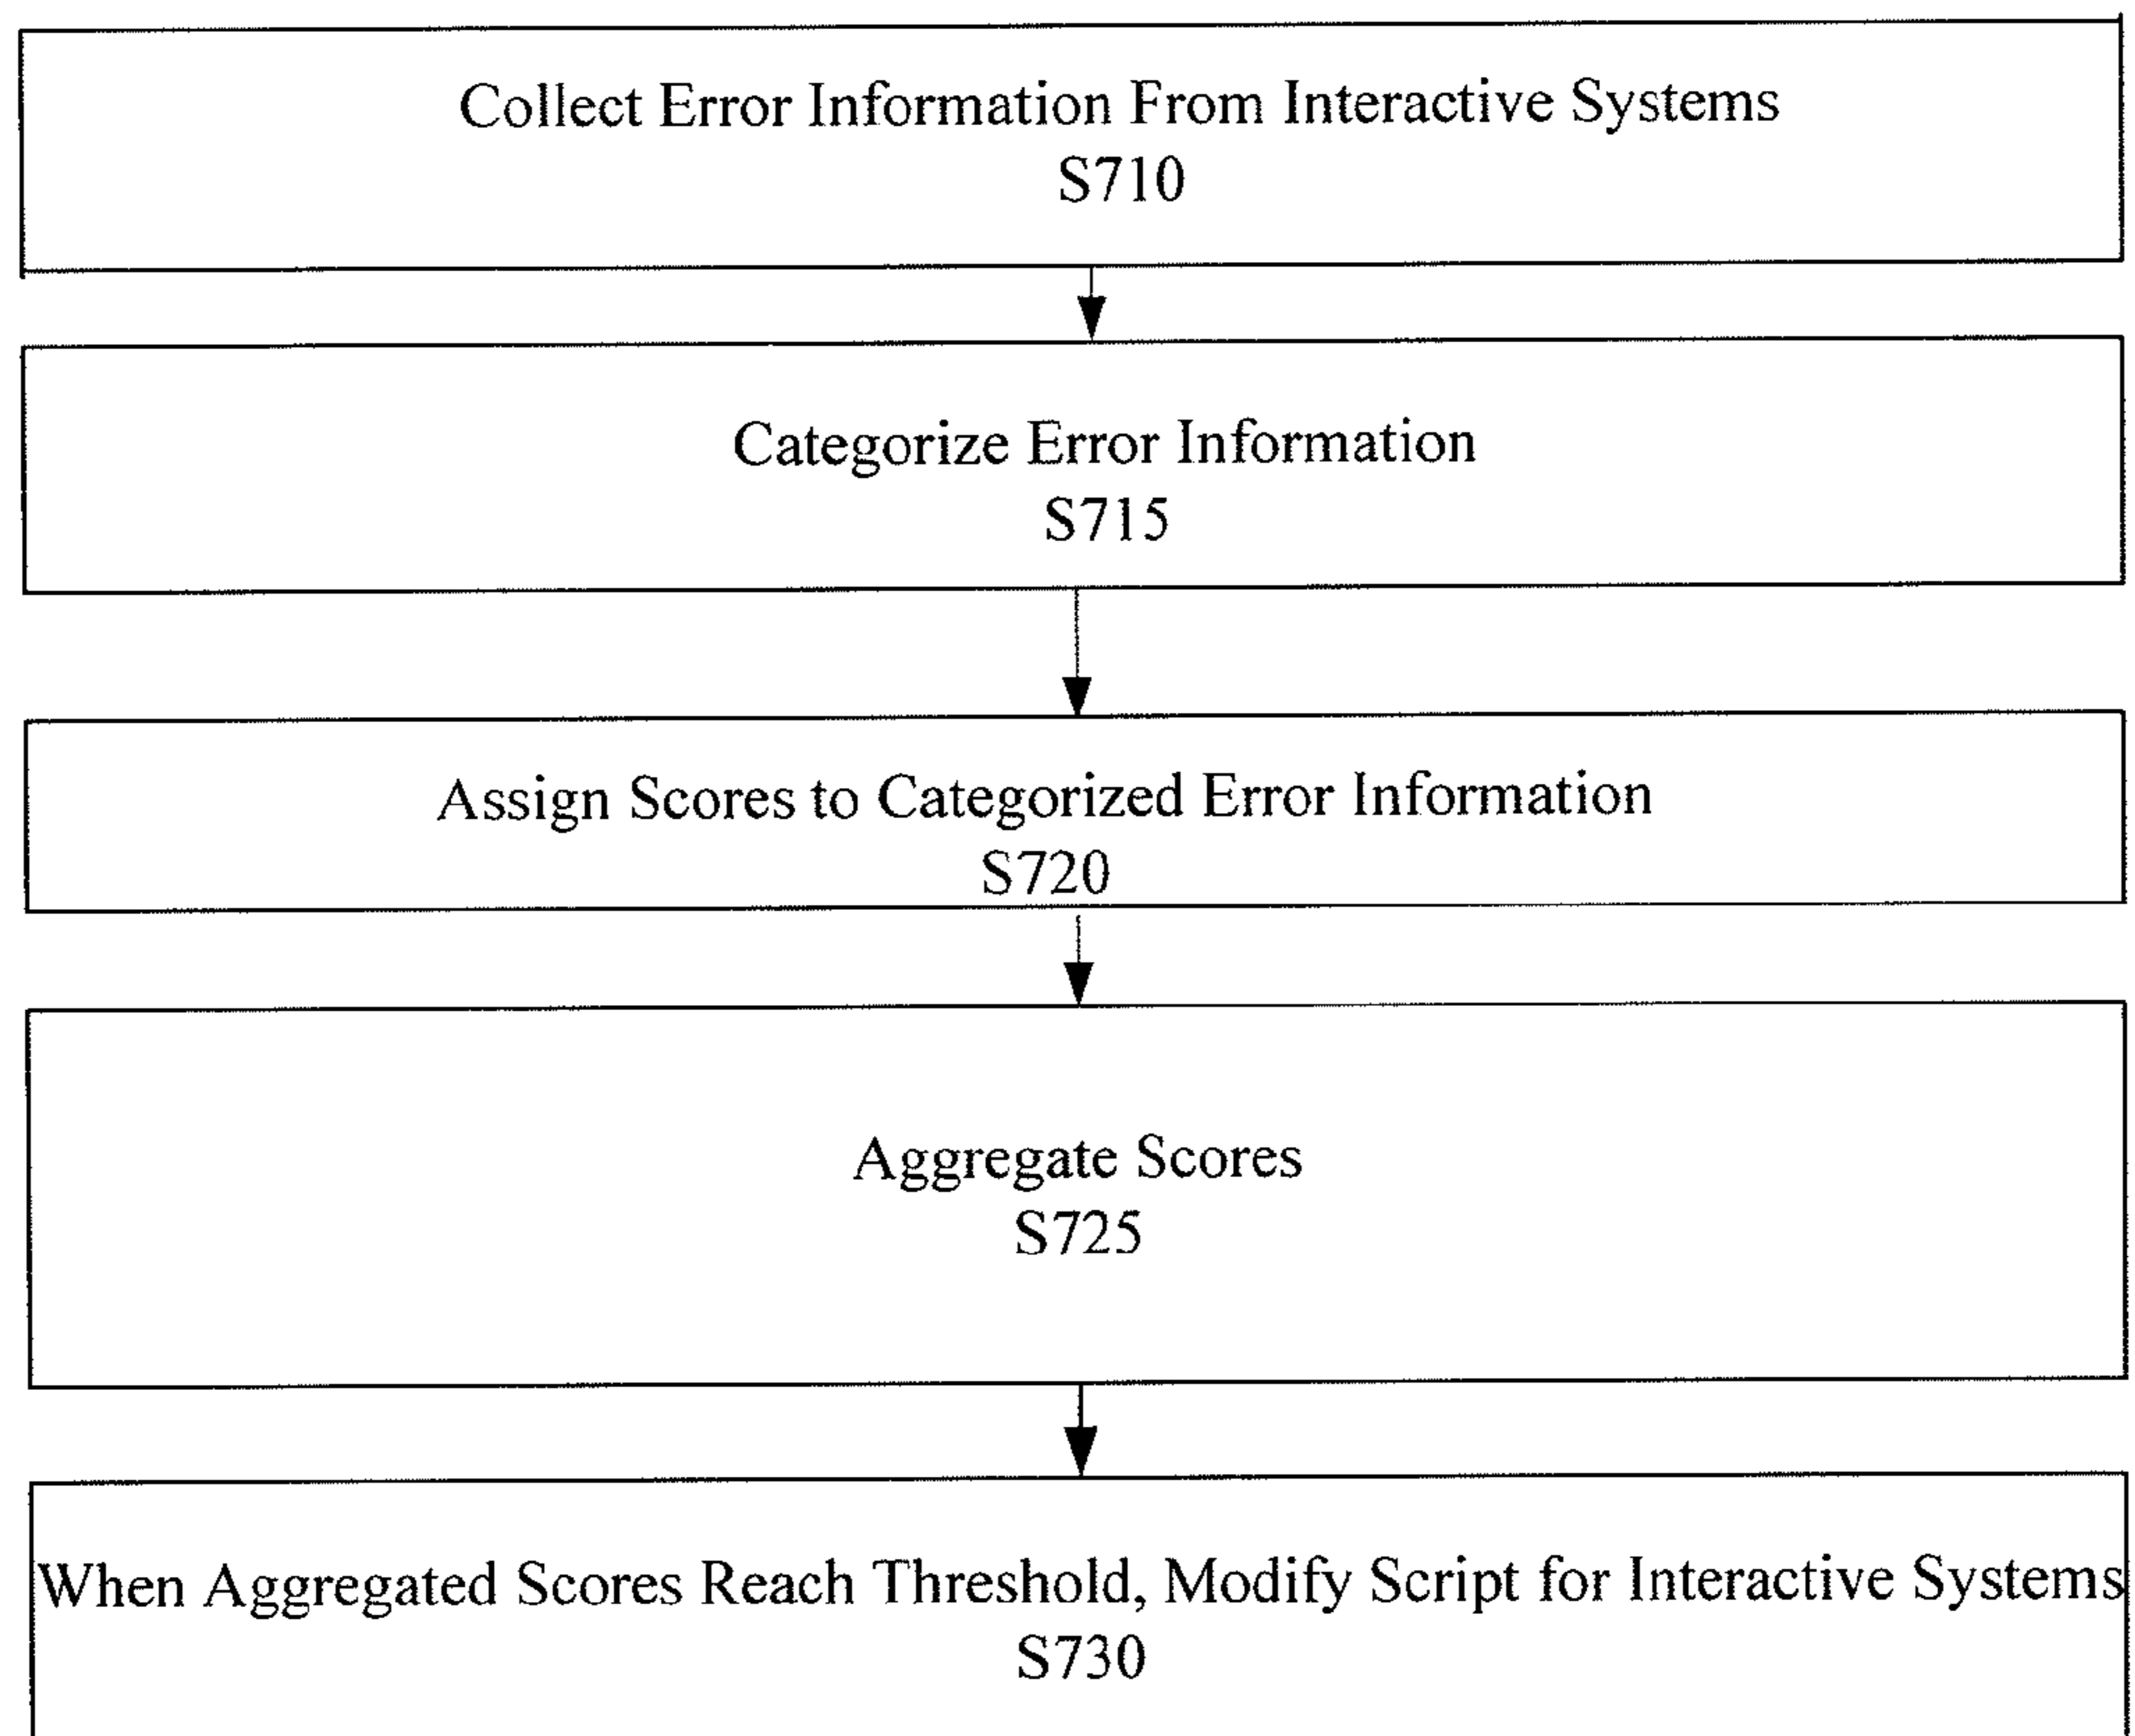 Collect Error Information From Interactive Systems
S710
Categorize Error Information
S715
Assign Scores to Categorized Error Information
S720
Aggregate Scores
S725
When Aggregated Scores Reach Threshold, Modify Script for Interactive Systems
S730